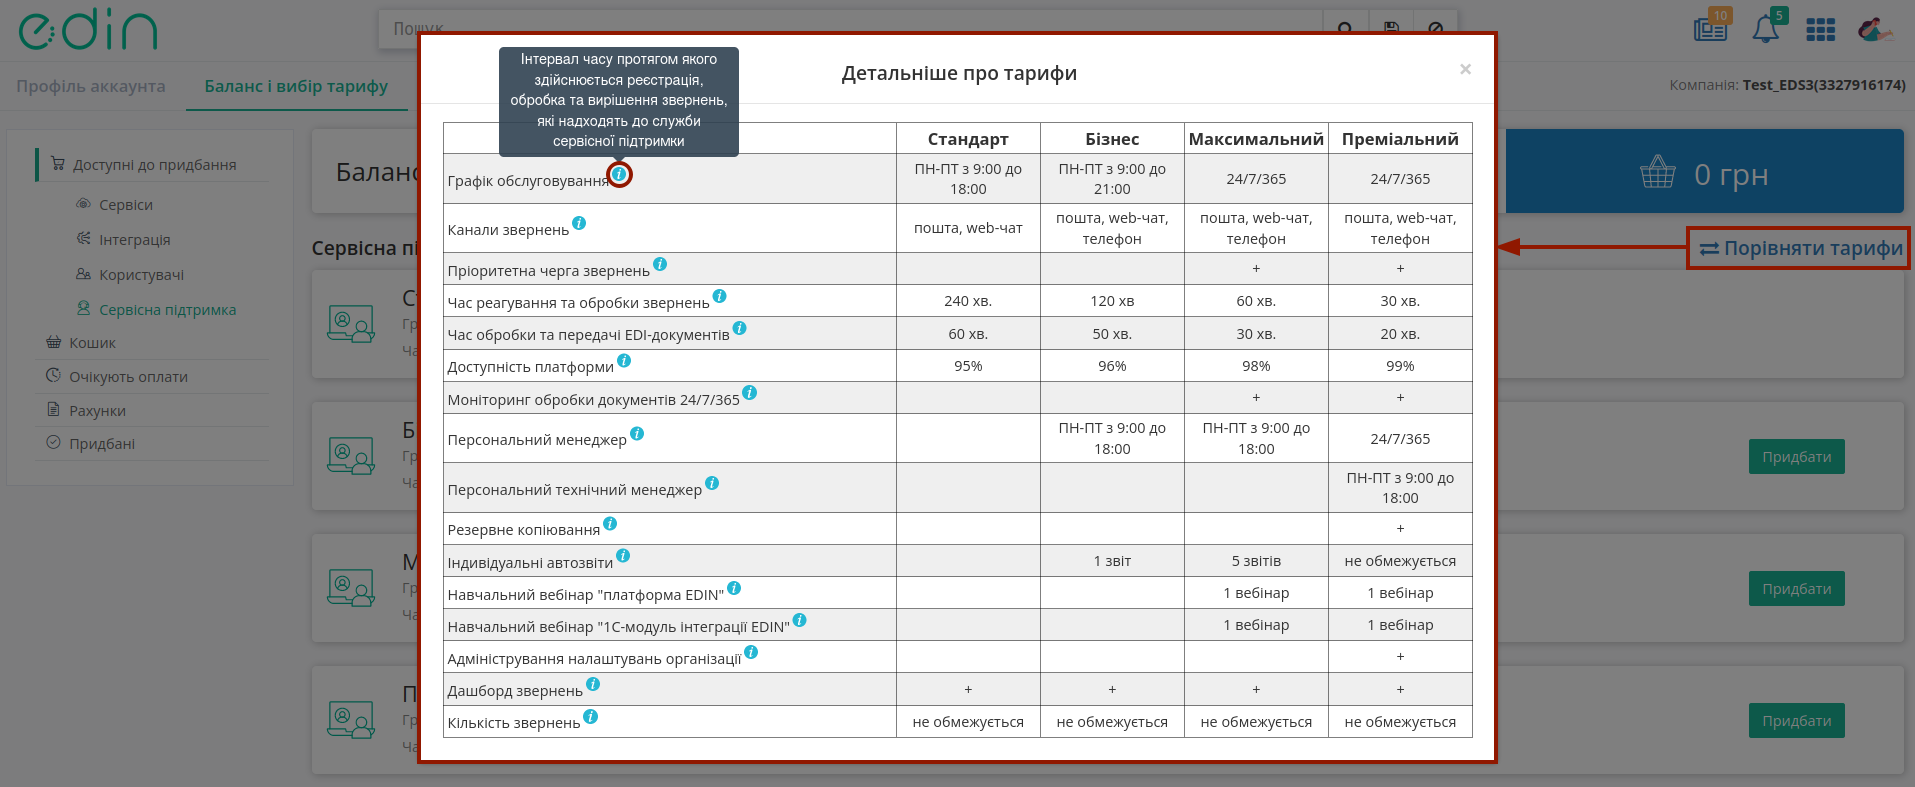 edin
Пошук
10
5
Профіль аккаунта
Баланс і вибір тарифу
Компанія: Test_EDS3(3327916174)
Інтервал часу протягом якого
здійснюється реєстрація,
обробка та вирішення звернень,
які надходять до служби
сервісної підтримки
Детальніше про тарифи
×
Доступні до придбання
Сервіси
Інтеграція
Користувачі
Сервісна підтримка
Кошик
Очікують оплати
Рахунки
Придбані
Баланс
0 грн
Сервісна пі
Порівняти тарифи
С
Гр
Ча
Б
Гр
Ча
М
Гр
Ча
П
Гр
Ча
Придбати
Придбати
Придбати
Стандарт Бізнес Максимальний Преміальний
Графік обслуговування i ПН-ПТ з 9:00 до 18:00 ПН-ПТ з 9:00 до 21:00 24/7/365 24/7/365
Канали звернень i пошта, web-чат пошта, web-чат, телефон пошта, web-чат, телефон пошта, web-чат, телефон
Пріоритетна черга звернень i + +
Час реагування та обробки звернень i 240 хв. 120 хв 60 хв. 30 хв.
Час обробки та передачі EDI-документів i 60 хв. 50 хв. 30 хв. 20 хв.
Доступність платформи i 95% 96% 98% 99%
Моніторинг обробки документів 24/7/365 i + +
Персональний менеджер i ПН-ПТ з 9:00 до 18:00 ПН-ПТ з 9:00 до 18:00 24/7/365
Персональний технічний менеджер i ПН-ПТ з 9:00 до 18:00
Резервне копіювання i +
Індивідуальні автозвіти i 1 звіт 5 звітів не обмежується
Навчальний вебінар "платформа EDIN" i 1 вебінар 1 вебінар
Навчальний вебінар "1С-модуль інтеграції EDIN" i 1 вебінар 1 вебінар
Адміністрування налаштувань організації i +
Дашборд звернень i + + + +
Кількість звернень i не обмежується не обмежується не обмежується не обмежується